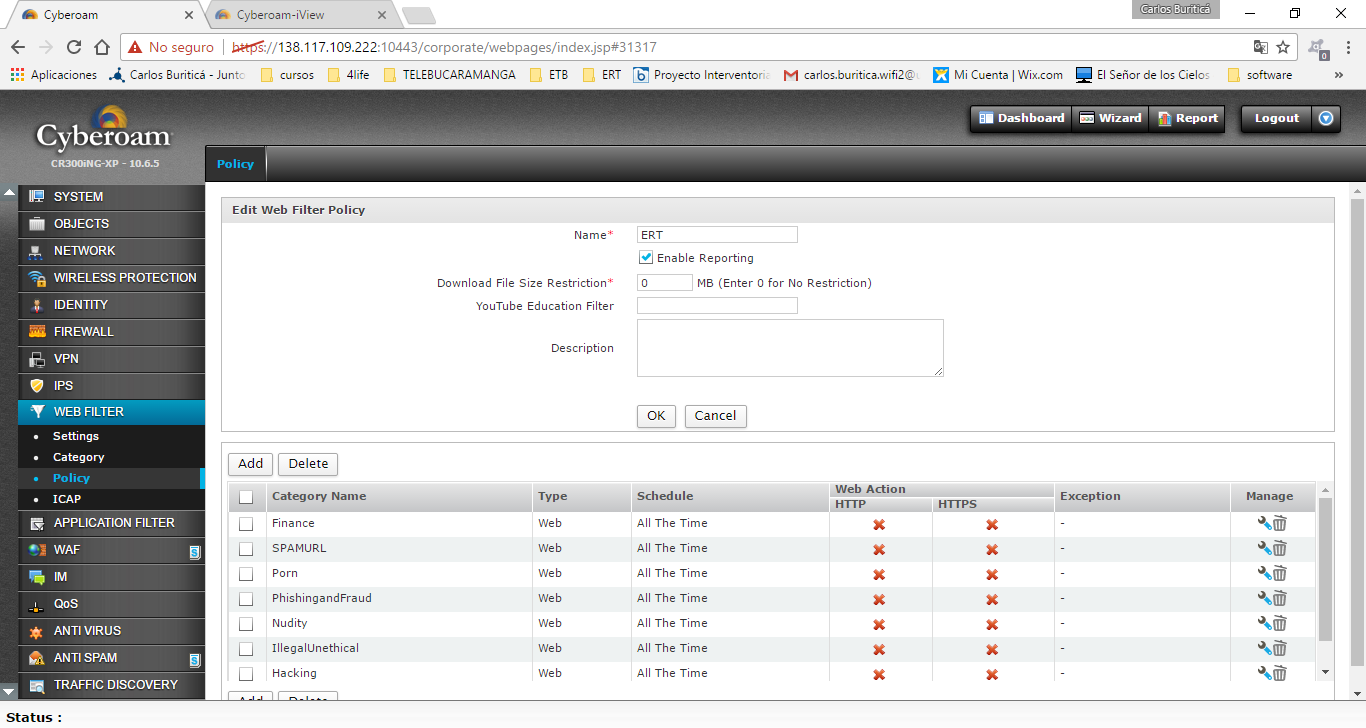 Carlos Buriticá
Cyberoam
Cyberoam-iView
No seguro | https://138.117.109.222:10443/corporate/webpages/index.jsp#31317
0
Aplicaciones Carlos Buriticá - Junto cursos 4life TELEBUCARAMANGA ETB ERT Proyecto Interventoria carlos.buritica.wifi2@ Mi Cuenta | Wix.com El Señor de los Cielos software »
Cyberoam
CR300iNG-XP - 10.6.5
Dashboard Wizard Report Logout
Policy
SYSTEM
OBJECTS
NETWORK
WIRELESS PROTECTION
IDENTITY
FIREWALL
VPN
IPS
WEB FILTER
• Settings
• Category
• Policy
• ICAP
APPLICATION FILTER
WAF S
IM
QoS
ANTI VIRUS
ANTI SPAM S
TRAFFIC DISCOVERY
Edit Web Filter Policy
Name* ERT
Enable Reporting
Download File Size Restriction* 0 MB (Enter 0 for No Restriction)
YouTube Education Filter
Description
OK Cancel
Add Delete
Category Name Type Schedule Web Action Exception Manage
HTTP HTTPS
Finance Web All The Time -
SPAMURL Web All The Time -
Porn Web All The Time -
PhishingandFraud Web All The Time -
Nudity Web All The Time -
IllegalUnethical Web All The Time -
Hacking Web All The Time -
Add Delete
Status :